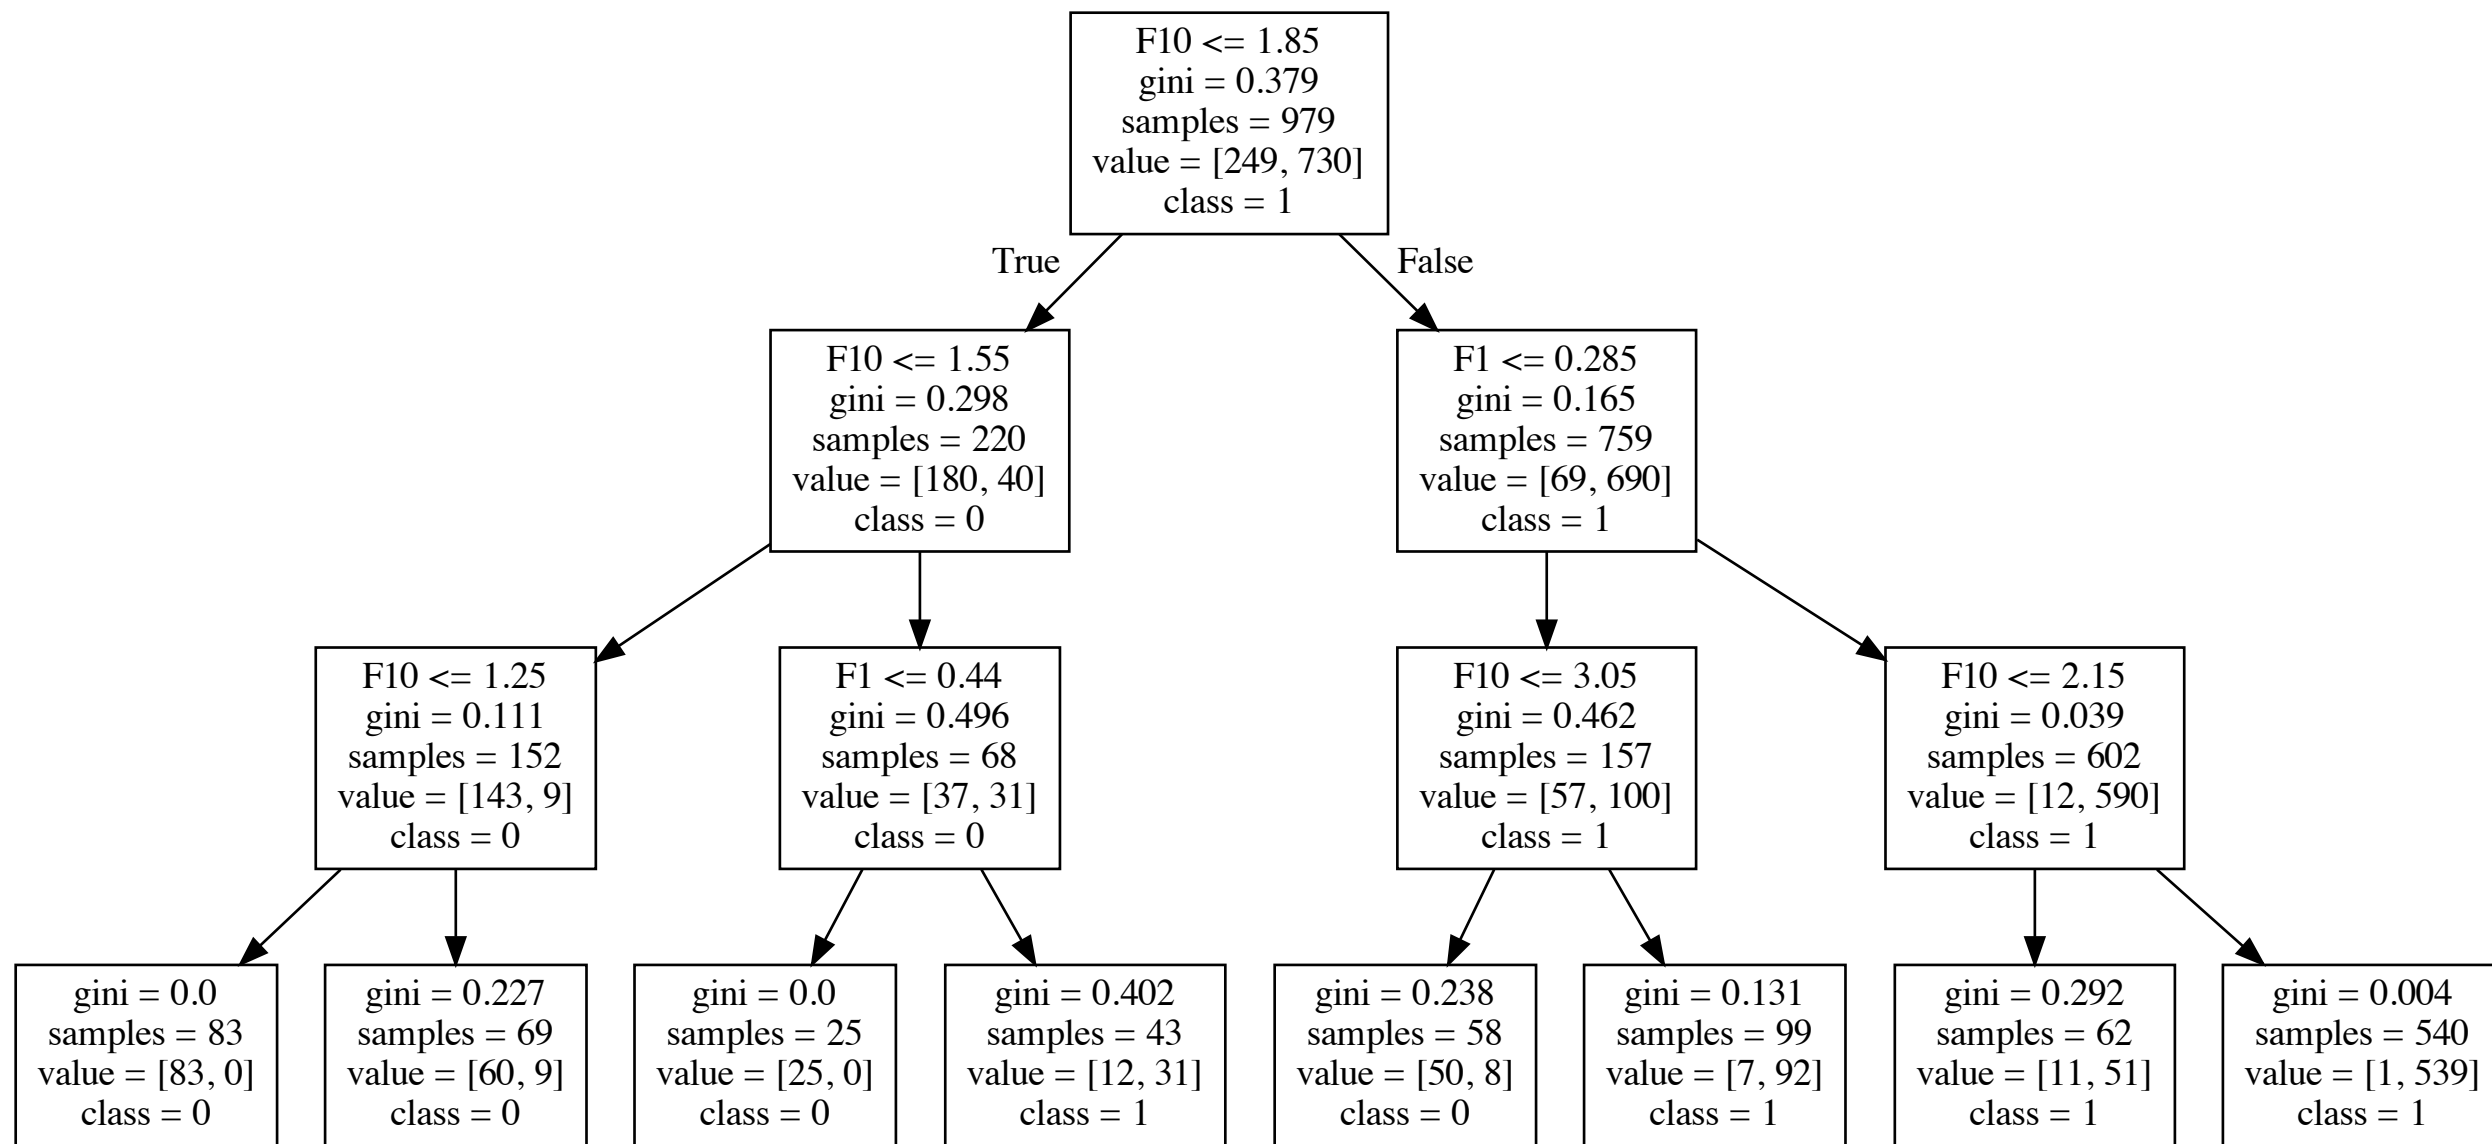 F10 <= 1.85
gini = 0.379
samples = 979
value = [249, 730]
class = 1
True
False
F10 <= 1.55
gini = 0.298
samples = 220
value = [180, 40]
class = 0
F1 <= 0.285
gini = 0.165
samples = 759
value = [69, 690]
class = 1
F10 <= 1.25
gini = 0.111
samples = 152
value = [143, 9]
class = 0
F1 <= 0.44
gini = 0.496
samples = 68
value = [37, 31]
class = 0
F10 <= 3.05
gini = 0.462
samples = 157
value = [57, 100]
class = 1
F10 <= 2.15
gini = 0.039
samples = 602
value = [12, 590]
class = 1
gini = 0.0
samples = 83
value = [83, 0]
class = 0
gini = 0.227
samples = 69
value = [60, 9]
class = 0
gini = 0.0
samples = 25
value = [25, 0]
class = 0
gini = 0.402
samples = 43
value = [12, 31]
class = 1
gini = 0.238
samples = 58
value = [50, 8]
class = 0
gini = 0.131
samples = 99
value = [7, 92]
class = 1
gini = 0.292
samples = 62
value = [11, 51]
class = 1
gini = 0.004
samples = 540
value = [1, 539]
class = 1